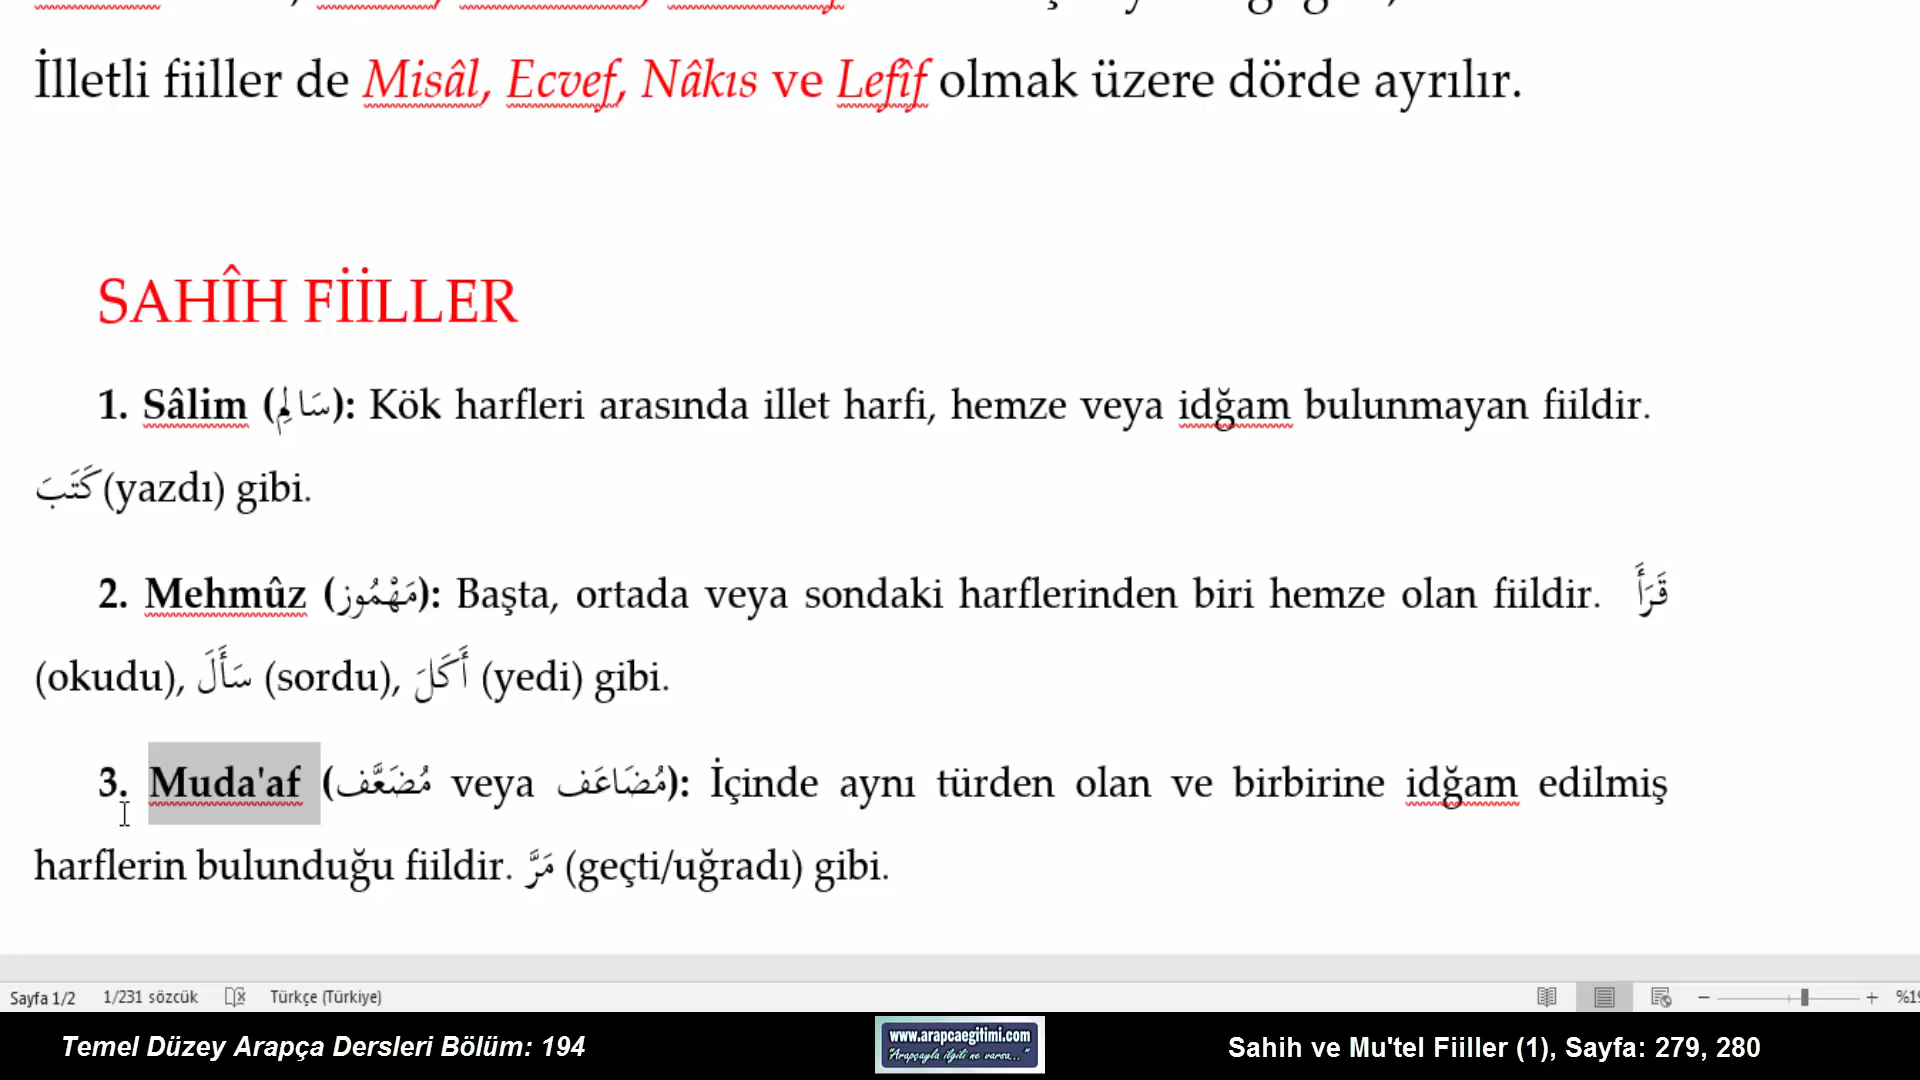 İlletli fiiller de Misâl, Ecvef, Nâkıs ve Lefîf olmak üzere dörde ayrılır.
SAHÎH FİİLLER
1. Sâlim (سَالِم): Kök harfleri arasında illet harfi, hemze veya idğam bulunmayan fiildir.
كَتَبَ (yazdı) gibi.
2. Mehmûz (مَهْمُوز): Başta, ortada veya sondaki harflerinden biri hemze olan fiildir. قَرَأَ
(okudu), سَأَلَ (sordu), أَكَلَ (yedi) gibi.
3. Muda'af (مُضَعَّف veya مُضَاعَف): İçinde aynı türden olan ve birbirine idğam edilmiş
harflerin bulunduğu fiildir. مَرَّ (geçti/uğradı) gibi.
Sayfa 1/2 1/231 sözcük Türkçe (Türkiye)
Temel Düzey Arapça Dersleri Bölüm: 194
www.arapcaegitimi.com
"Arapçayla ilgili ne varsa..."
Sahih ve Mu'tel Fiiller (1), Sayfa: 279, 280